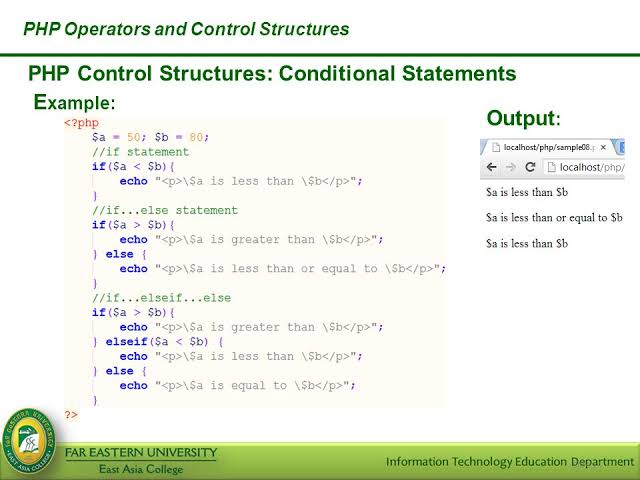 PHP Operators and Control Structures
PHP Control Structures: Conditional Statements
Example:
<?php
$a = 50; $b = 80;
//if statement
if($a < $b){
echo "<p>\$a is less than \$b</p>";
}
//if...else statement
if($a > $b){
echo "<p>\$a is greater than \$b</p>";
} else {
echo "<p>\$a is less than or equal to \$b</p>";
}
//if...elseif...else
if($a > $b){
echo "<p>\$a is greater than \$b</p>";
} elseif($a < $b) {
echo "<p>\$a is less than \$b</p>";
} else {
echo "<p>\$a is equal to \$b</p>";
}
?>
Output:
localhost/php/sample08.p
localhost/php/
$a is less than $b
$a is less than or equal to $b
$a is less than $b
FAR EASTERN UNIVERSITY
East Asia College
Information Technology Education Department